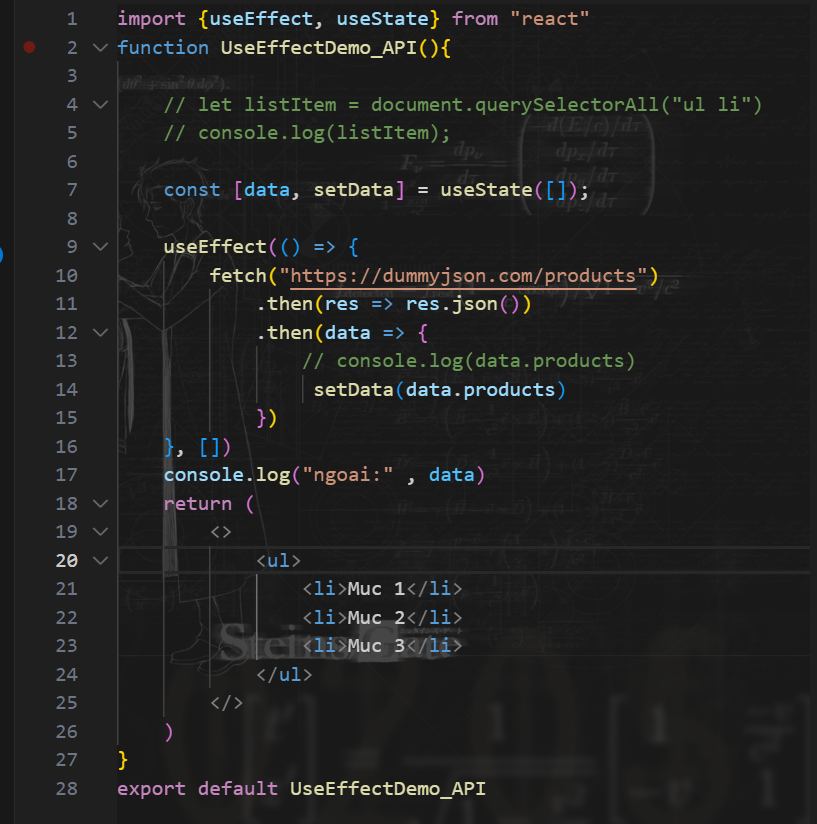 1 import {useEffect, useState} from "react"
2 function UseEffectDemo_API(){
3
4 // let listItem = document.querySelectorAll("ul li")
5 // console.log(listItem);
6
7 const [data, setData] = useState([]);
8
9 useEffect(() => {
10 fetch("https://dummyjson.com/products")
11 .then(res => res.json())
12 .then(data => {
13 // console.log(data.products)
14 setData(data.products)
15 })
16 }, [])
17 console.log("ngoai:" , data)
18 return (
19 <>
20 <ul>
21 <li>Muc 1</li>
22 <li>Muc 2</li>
23 <li>Muc 3</li>
24 </ul>
25 </>
26 )
27 }
28 export default UseEffectDemo_API